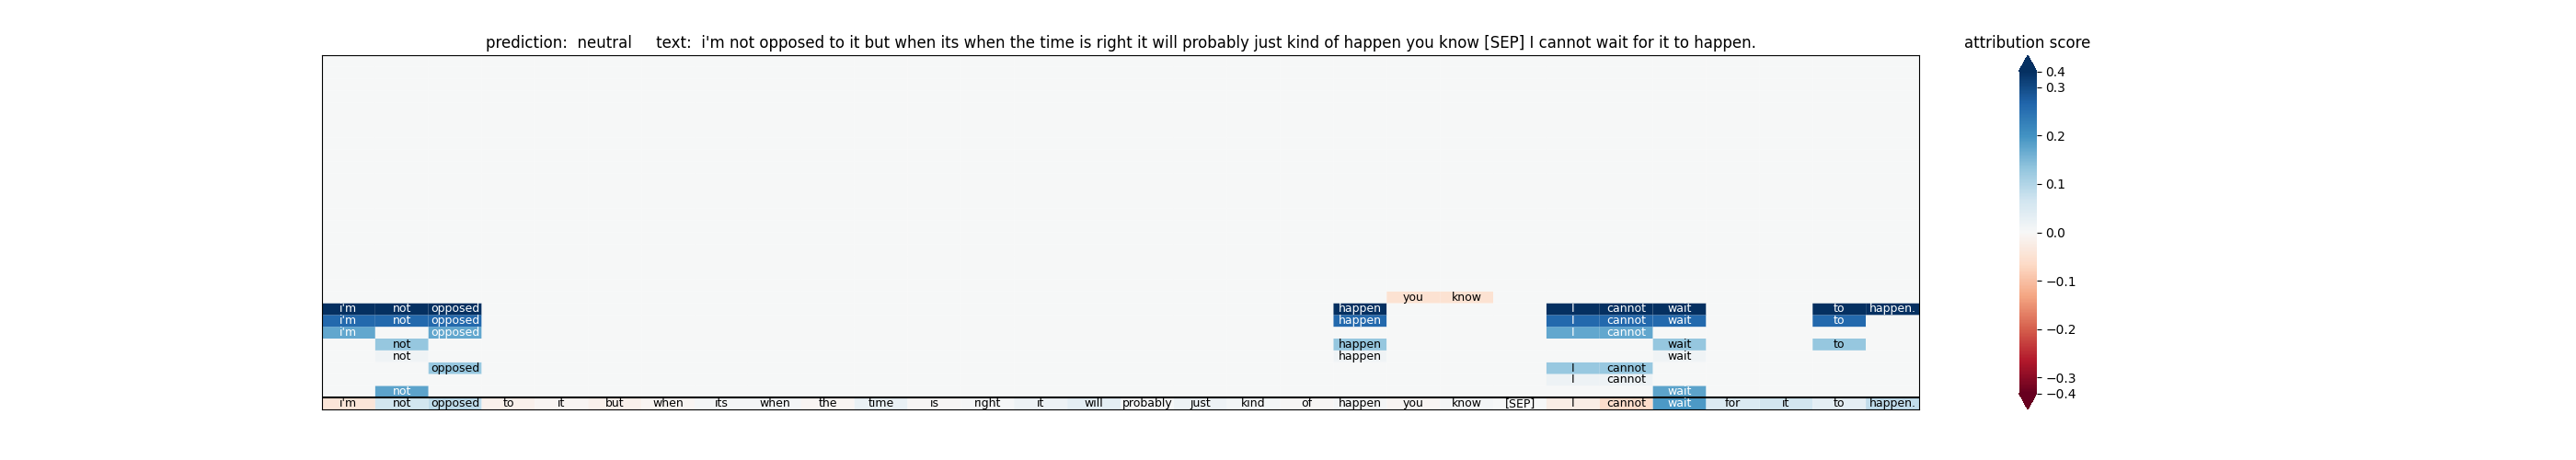 prediction:  neutral     text:  i'm not opposed to it but when its when the time is right it will probably just kind of happen you know [SEP] I cannot wait for it to happen.
attribution score
you know
i'm not opposed happen I cannot wait to happen.
i'm not opposed happen I cannot wait to
i'm opposed I cannot
not happen wait to
not happen wait
opposed I cannot
I cannot
not wait
i'm not opposed to it but when its when the time is right it will probably just kind of happen you know [SEP] I cannot wait for it to happen.
0.4
0.3
0.2
0.1
0.0
−0.1
−0.2
−0.3
−0.4